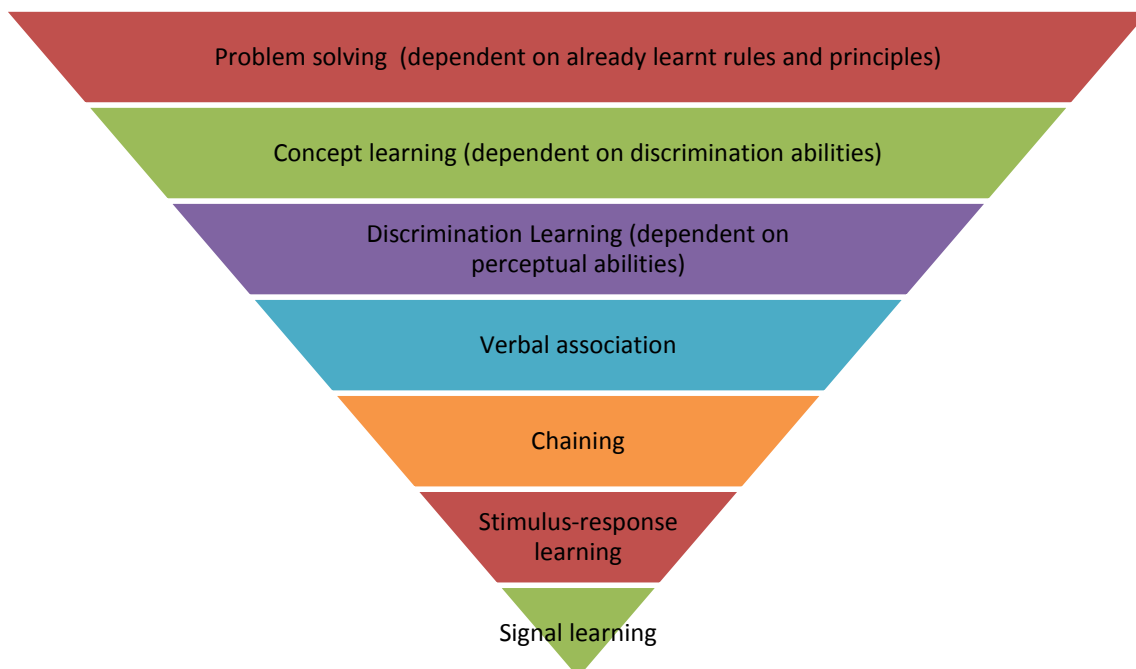 Problem solving  (dependent on already learnt rules and principles)
Concept learning (dependent on discrimination abilities)
Discrimination Learning (dependent on
perceptual abilities)
Verbal association
Chaining
Stimulus-response
learning
Signal learning